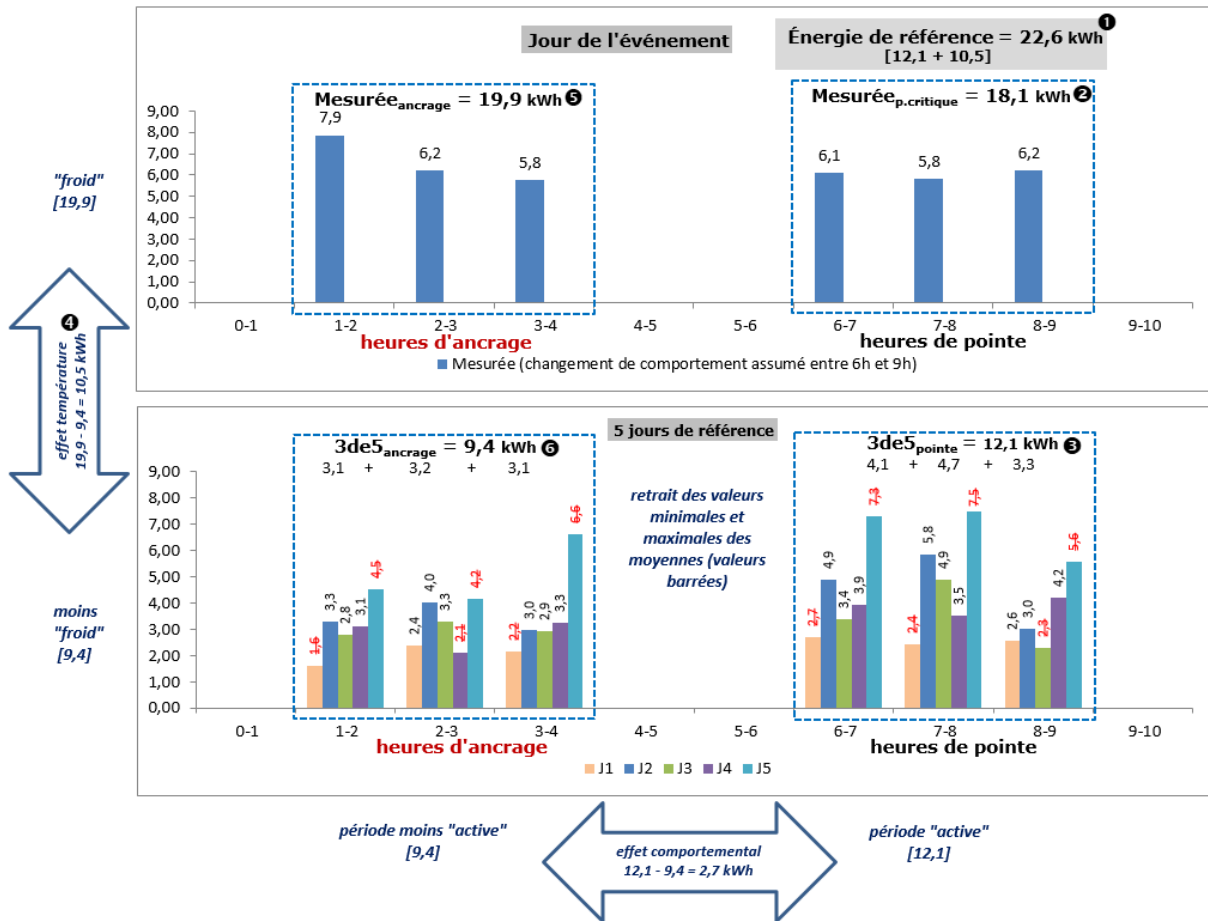 Jour de l'événement
Énergie de référence = 22,6 kWh ❶
[12,1 + 10,5]
Mesurée ancrage = 19,9 kWh ❺
Mesurée p.critique = 18,1 kWh ❷
9,00
8,00
7,00
6,00
5,00
4,00
3,00
2,00
1,00
0,00
7,9
6,2
5,8
6,1
5,8
6,2
0-1
1-2
2-3
3-4
4-5
5-6
6-7
7-8
8-9
9-10
heures d'ancrage
heures de pointe
Mesurée (changement de comportement assumé entre 6h et 9h)
"froid"
[19,9]
❹
effet température
19,9 - 9,4 = 10,5 kWh
moins
"froid"
[9,4]
5 jours de référence
3de5 ancrage = 9,4 kWh ❻
3,1 + 3,2 + 3,1
3de5 pointe = 12,1 kWh ❸
4,1 + 4,7 + 3,3
retrait des valeurs
minimales et
maximales des
moyennes (valeurs
barrées)
9,00
8,00
7,00
6,00
5,00
4,00
3,00
2,00
1,00
0,00
1,6
3,3
2,8
3,1
4,5
2,4
4,0
3,3
2,1
4,2
2,2
3,0
2,9
3,3
6,6
2,7
4,9
3,4
3,9
7,3
2,4
5,8
4,9
3,5
7,5
2,6
3,0
2,3
4,2
5,6
0-1
1-2
2-3
3-4
4-5
5-6
6-7
7-8
8-9
9-10
heures d'ancrage
heures de pointe
J1
J2
J3
J4
J5
période moins "active"
[9,4]
effet comportemental
12,1 - 9,4 = 2,7 kWh
période "active"
[12,1]